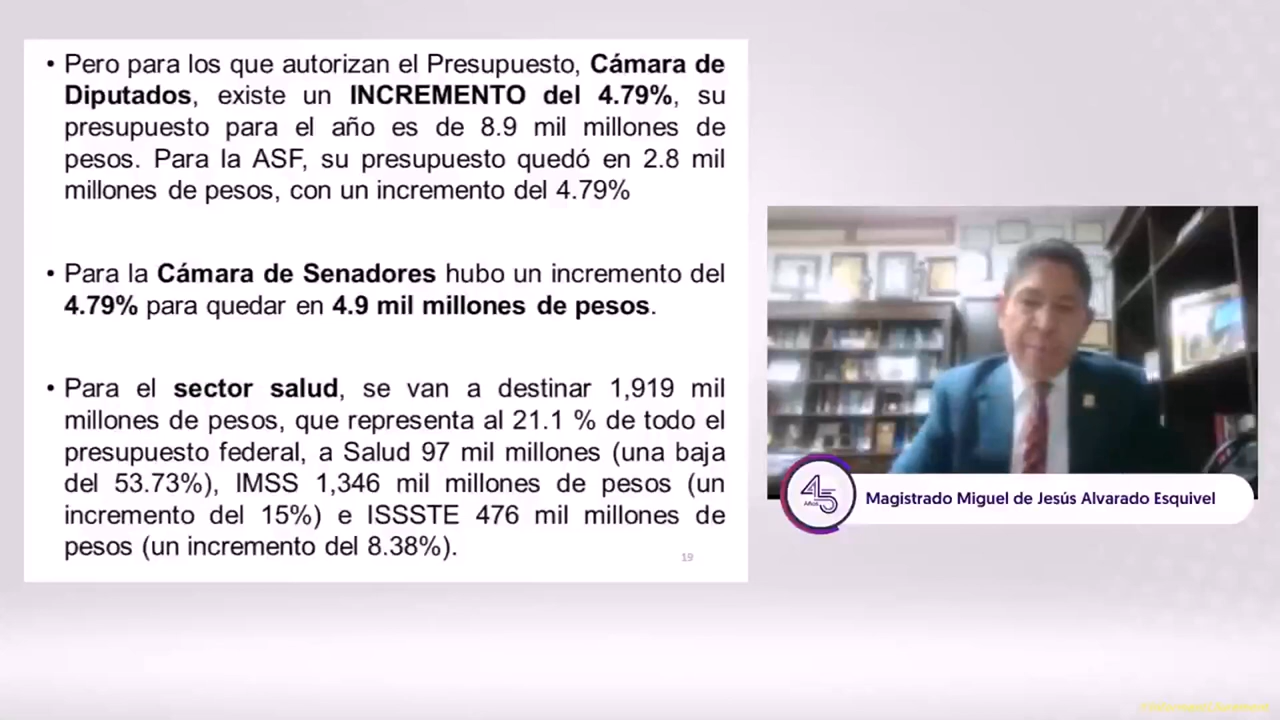 • Pero para los que autorizan el Presupuesto, Cámara de
Diputados, existe un INCREMENTO del 4.79%, su
presupuesto para el año es de 8.9 mil millones de
pesos. Para la ASF, su presupuesto quedó en 2.8 mil
millones de pesos, con un incremento del 4.79%
• Para la Cámara de Senadores hubo un incremento del
4.79% para quedar en 4.9 mil millones de pesos.
• Para el sector salud, se van a destinar 1,919 mil
millones de pesos, que representa al 21.1 % de todo el
presupuesto federal, a Salud 97 mil millones (una baja
del 53.73%), IMSS 1,346 mil millones de pesos (un
incremento del 15%) e ISSSTE 476 mil millones de
pesos (un incremento del 8.38%).
19
45
Años
Magistrado Miguel de Jesús Alvarado Esquivel